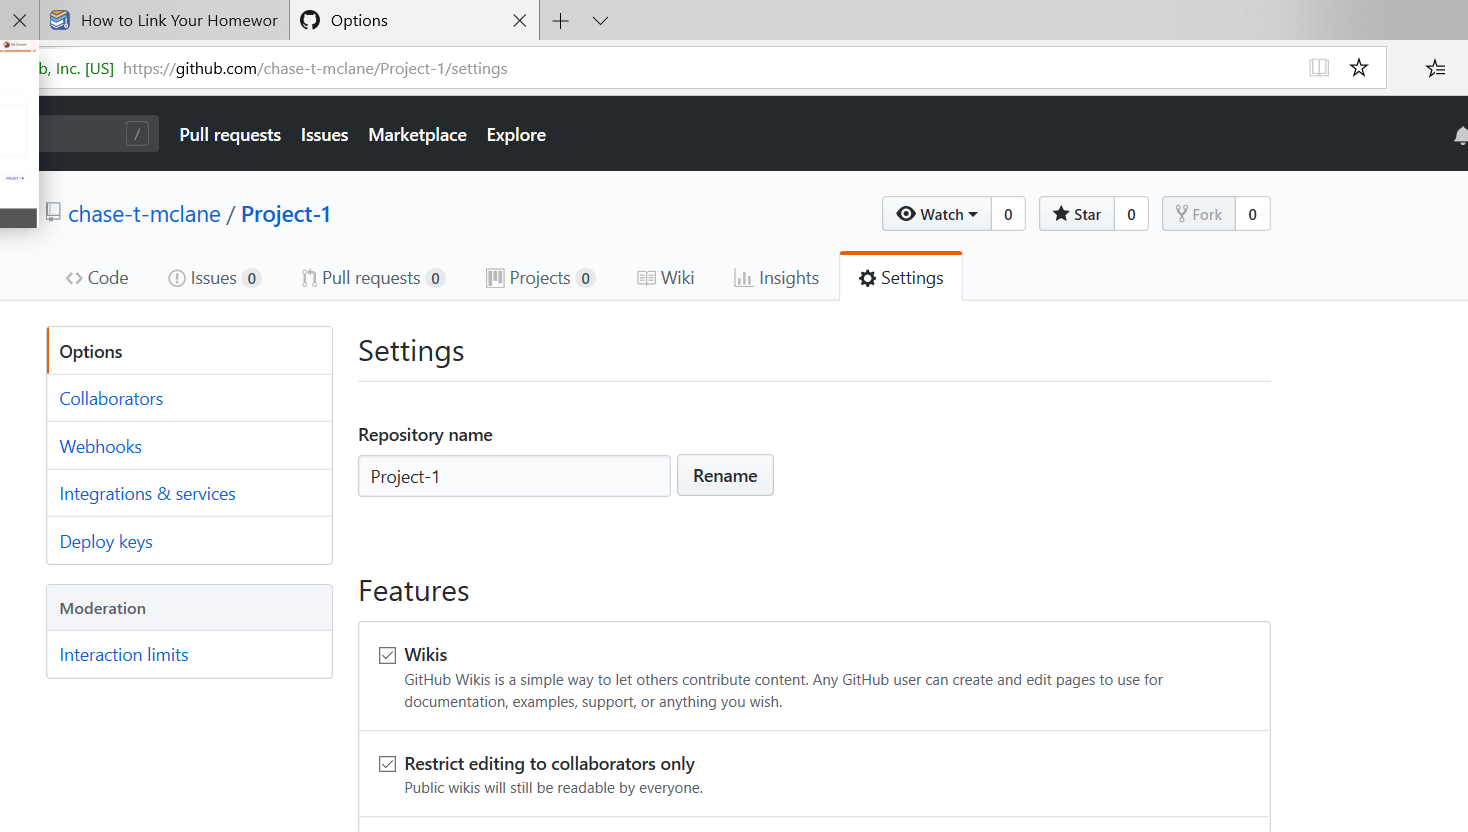 How to Link Your Homewor
Options
b, Inc. [US] https://github.com/chase-t-mclane/Project-1/settings
/ Pull requests Issues Marketplace Explore
chase-t-mclane / Project-1
Watch 0 Star 0 Fork 0
Code Issues 0 Pull requests 0 Projects 0 Wiki Insights Settings
Options
Collaborators
Webhooks
Integrations & services
Deploy keys
Moderation
Interaction limits
Settings
Repository name
Project-1 Rename
Features
Wikis
GitHub Wikis is a simple way to let others contribute content. Any GitHub user can create and edit pages to use for
documentation, examples, support, or anything you wish.
Restrict editing to collaborators only
Public wikis will still be readable by everyone.